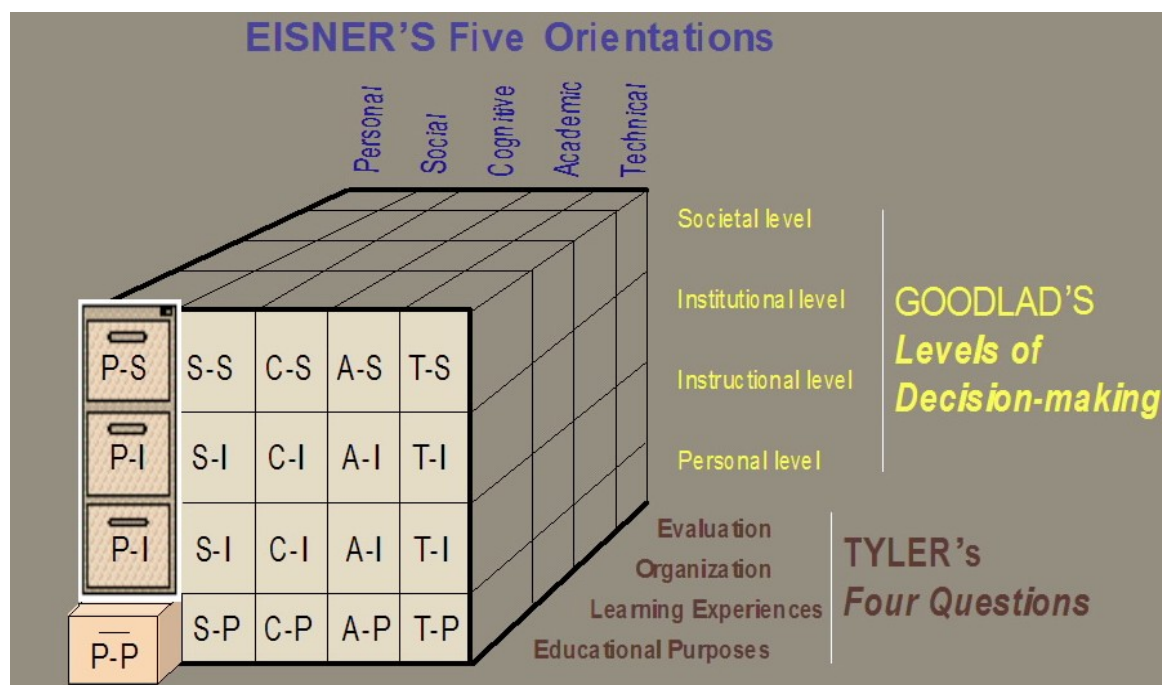 EISNER'S Five Orientations
Personal
Social
Cognitive
Academic
Technical
Societal level
Institutional level
Instructional level
Personal level
GOODLAD'S
Levels of
Decision-making
P-S S-S C-S A-S T-S
P-I S-I C-I A-I T-I
P-I S-I C-I A-I T-I
P-P S-P C-P A-P T-P
Evaluation
Organization
Learning Experiences
Educational Purposes
TYLER's
Four Questions